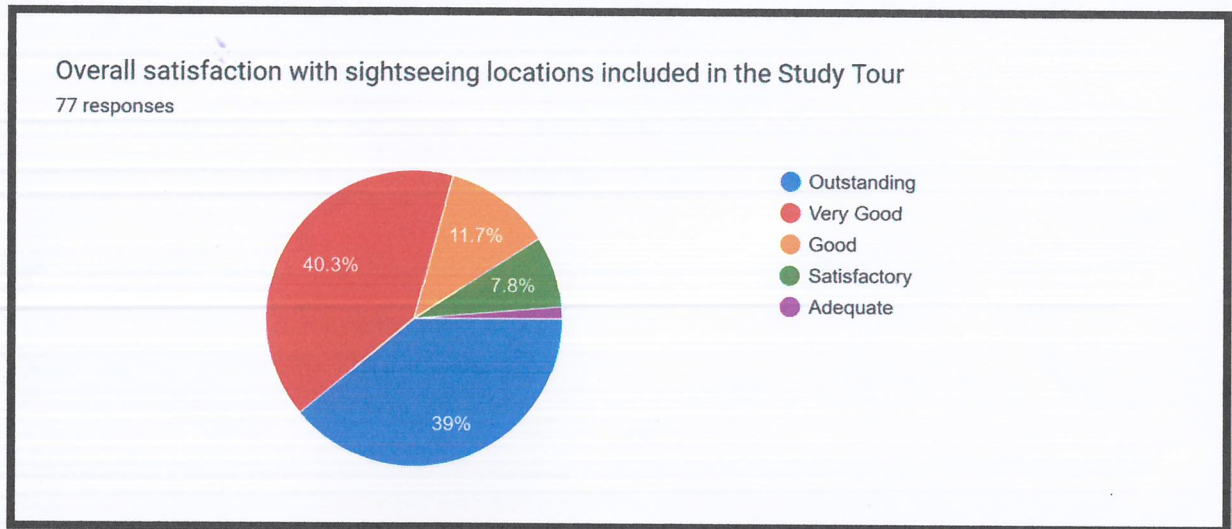 Overall satisfaction with sightseeing locations included in the Study Tour
77 responses
40.3%
11.7%
7.8%
39%
Outstanding
Very Good
Good
Satisfactory
Adequate